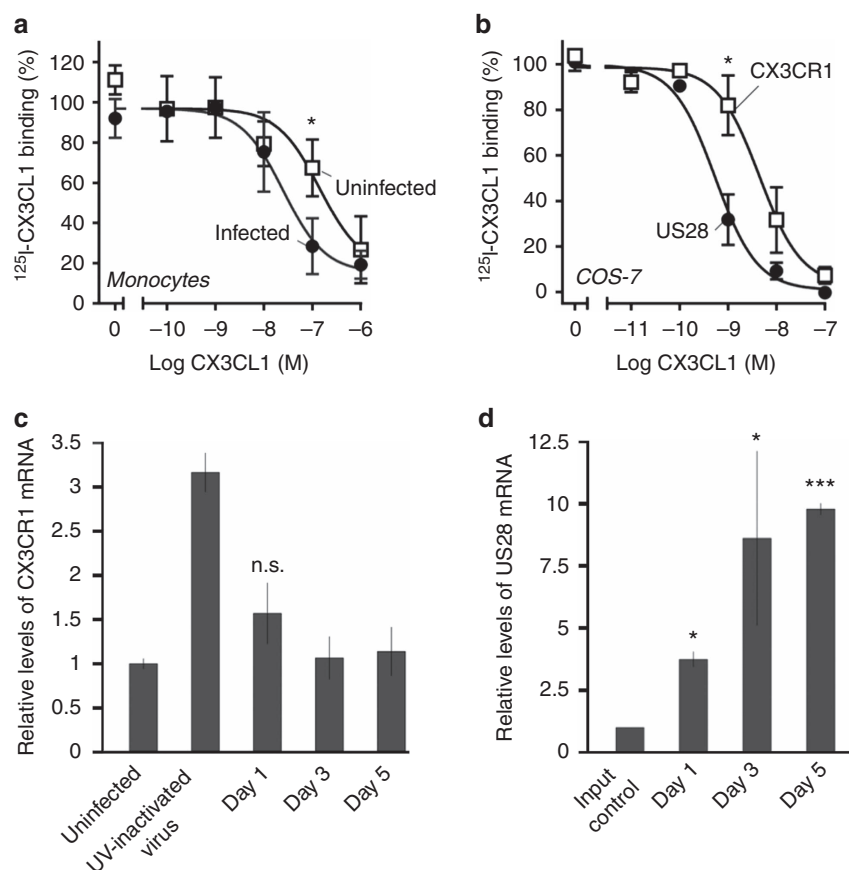 a
¹²⁵I-CX3CL1 binding (%)
120
100
80
60
40
20
0
*
Uninfected
Infected
Monocytes
0 –10 –9 –8 –7 –6
Log CX3CL1 (M)
b
¹²⁵I-CX3CL1 binding (%)
100
80
60
40
20
0
*
CX3CR1
US28
COS-7
0 –11 –10 –9 –8 –7
Log CX3CL1 (M)
c
Relative levels of CX3CR1 mRNA
3.5
3
2.5
2
1.5
1
0.5
0
n.s.
Uninfected
UV-inactivated
virus
Day 1
Day 3
Day 5
d
Relative levels of US28 mRNA
12.5
10
7.5
5
2.5
0
*
*
***
Input
control
Day 1
Day 3
Day 5